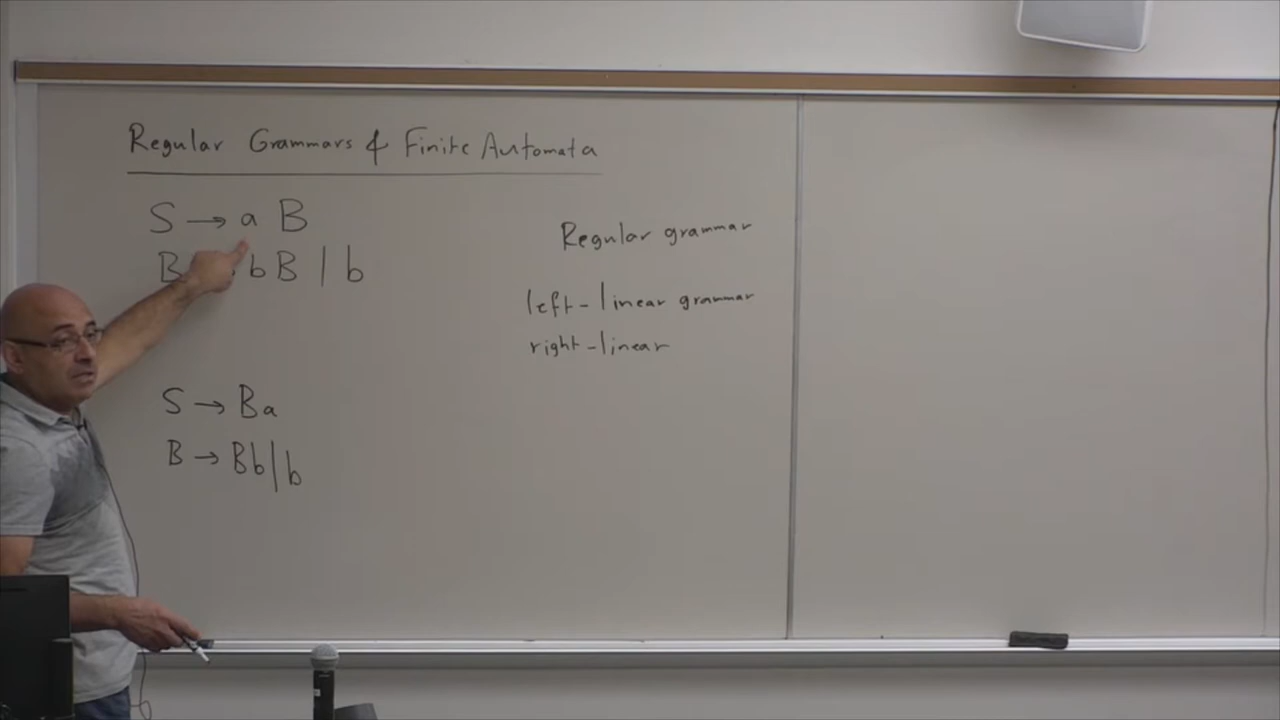 Regular Grammars & Finite Automata
S → a B
B bB | b
S → Ba
B → Bb|b
Regular grammar
left-linear grammar
right-linear